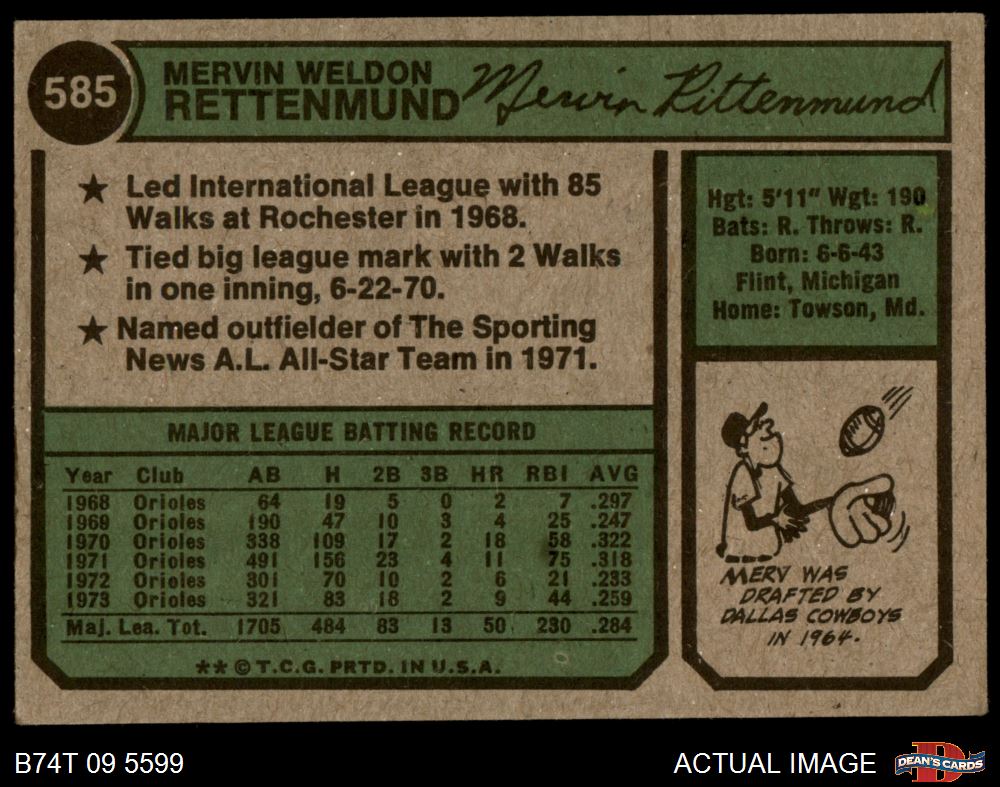 585
MERVIN WELDON
RETTENMUND
Mervin Rittenmund
★ Led International League with 85
Walks at Rochester in 1968.
★ Tied big league mark with 2 Walks
in one inning, 6-22-70.
★ Named outfielder of The Sporting
News A.L. All-Star Team in 1971.
Hgt: 5'11" Wgt: 190
Bats: R. Throws: R.
Born: 6-6-43
Flint, Michigan
Home: Towson, Md.
MAJOR LEAGUE BATTING RECORD
Year Club AB H 2B 3B HR RBI AVG
1968 Orioles 64 19 5 0 2 7 .297
1969 Orioles 190 47 10 3 4 25 .247
1970 Orioles 338 109 17 2 18 58 .322
1971 Orioles 491 156 23 4 11 75 .318
1972 Orioles 301 70 10 2 6 21 .233
1973 Orioles 321 83 18 2 9 44 .259
Maj. Lea. Tot. 1705 484 83 13 50 230 .284
** © T.C.G. PRTD. IN U.S.A.
MERV WAS
DRAFTED BY
DALLAS COWBOYS
IN 1964.
B74T 09 5599
ACTUAL IMAGE
D
DEAN'S CARDS